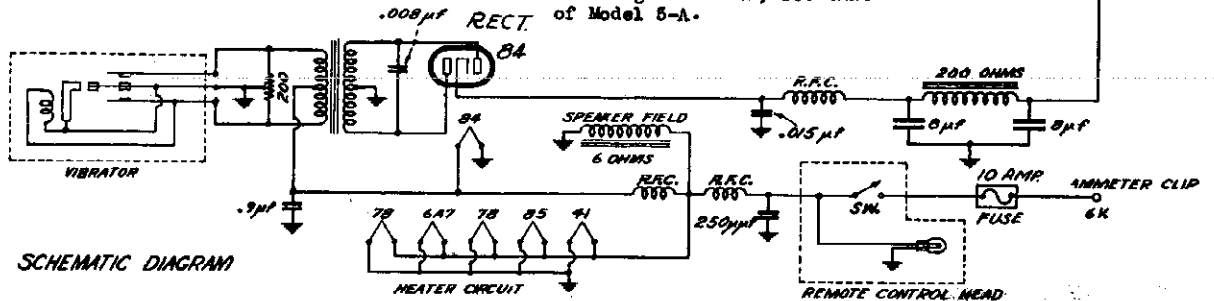 of Model 5-A.
.008µf
RECT.
84
200
VIBRATOR
84
SPEAKER FIELD
6 OHMS
R.F.C.
200 OHMS
.015µf
8µf
8µf
.9µf
R.F.C.
R.F.C.
250µµf
SW.
10 AMP.
FUSE
AMMETER CLIP
6V.
78
6A7
78
85
41
HEATER CIRCUIT
SCHEMATIC DIAGRAM
REMOTE CONTROL HEAD